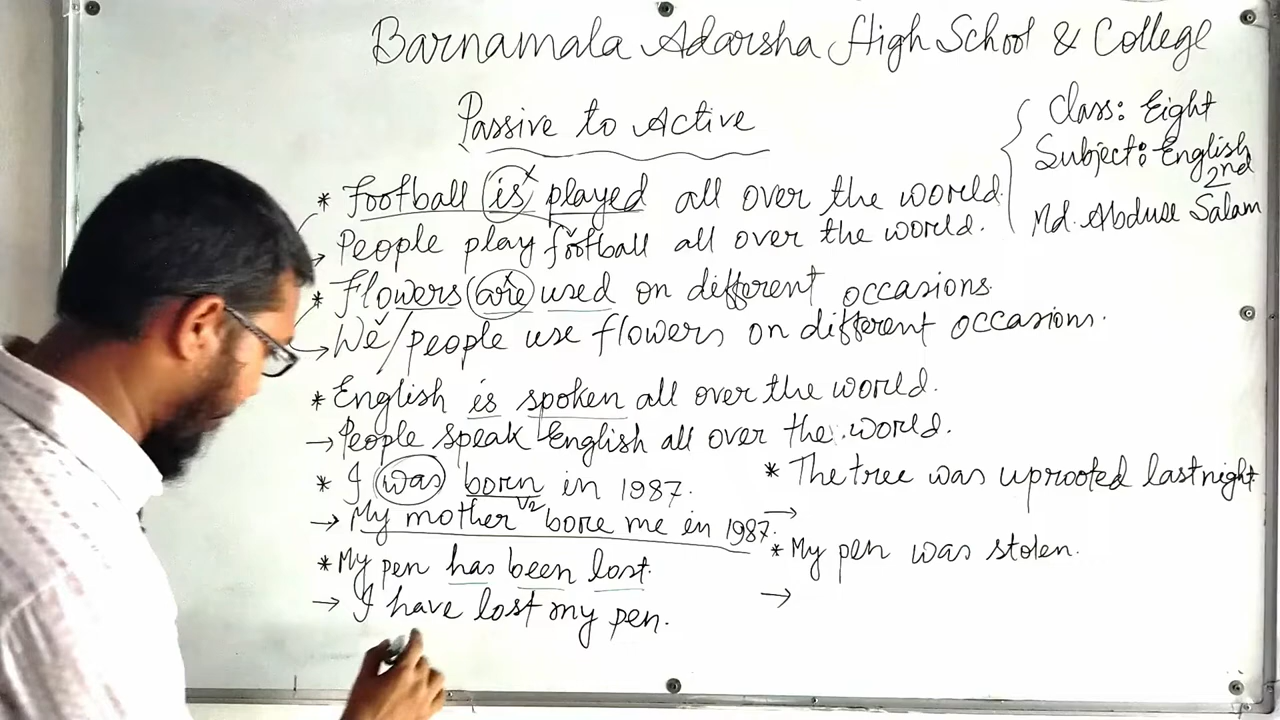 Barnamala Adarsha High School & College
Passive to Active
Class: Eight
Subject: English 2nd
Md. Abduse Salam
* Football is played all over the world.
→ People play football all over the world.
* Flowers are used on different occasions.
→ We/people use flowers on different occasions.
* English is spoken all over the world.
→ People speak English all over the world.
* I was born in 1987.
→ My mother V2 bore me in 1987.
* My pen has been lost.
→ I have lost my pen.
* The tree was uprooted last night.
→
* My pen was stolen.
→